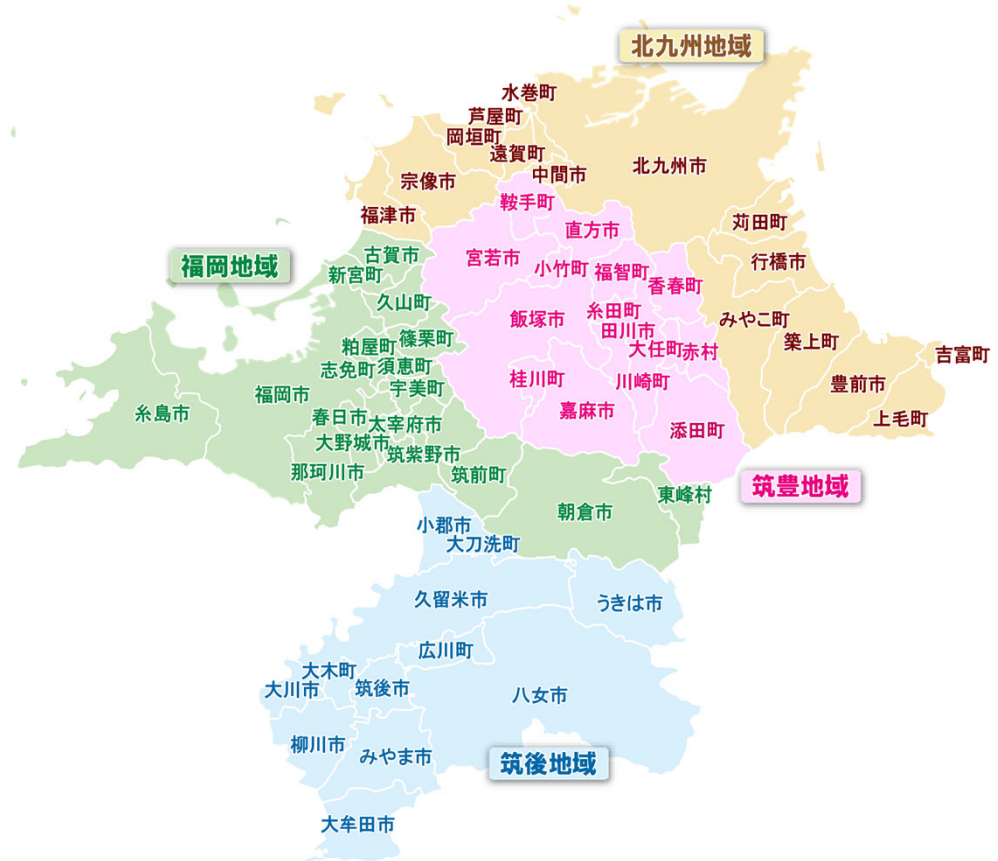 北九州地域
水巻町
芦屋町
岡垣町
遠賀町
中間市
北九州市
宗像市
福津市
苅田町
行橋市
みやこ町
築上町
吉富町
豊前市
上毛町
鞍手町
直方市
宮若市
小竹町
福智町
香春町
糸田町
飯塚市
田川市
大任町
赤村
桂川町
川崎町
嘉麻市
添田町
筑豊地域
福岡地域
古賀市
新宮町
久山町
篠栗町
粕屋町
志免町
須恵町
宇美町
福岡市
糸島市
春日市
太宰府市
大野城市
筑紫野市
那珂川市
筑前町
朝倉市
東峰村
小郡市
大刀洗町
久留米市
うきは市
広川町
大木町
大川市
筑後市
八女市
柳川市
みやま市
筑後地域
大牟田市